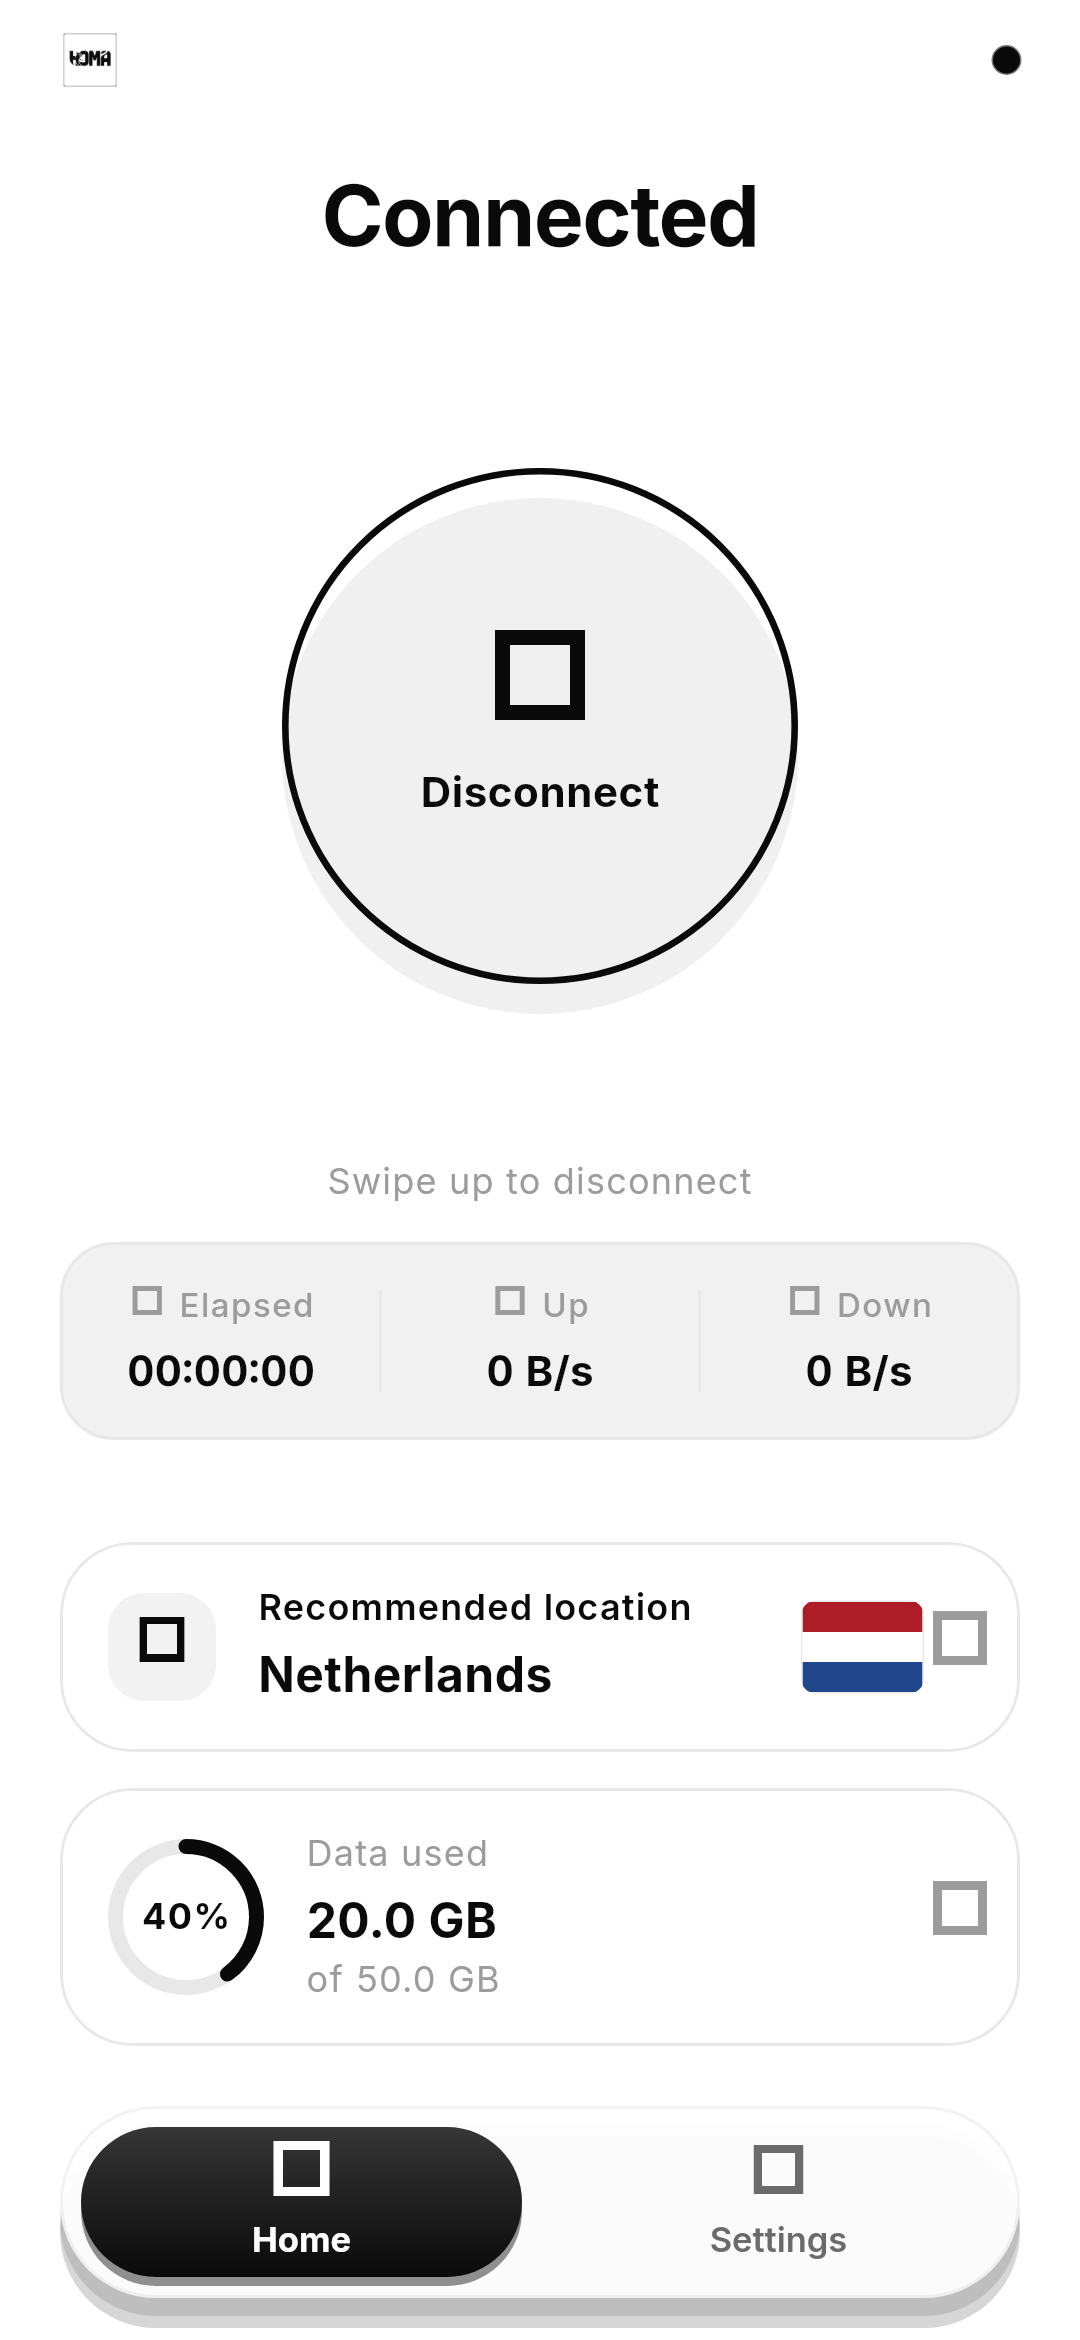 Connected
Disconnect
Swipe up to disconnect
Elapsed
Up
Down
00:00:00
0 B/s
0 B/s
Recommended location
Netherlands
40%
Data used
20.0 GB
of 50.0 GB
Home
Settings